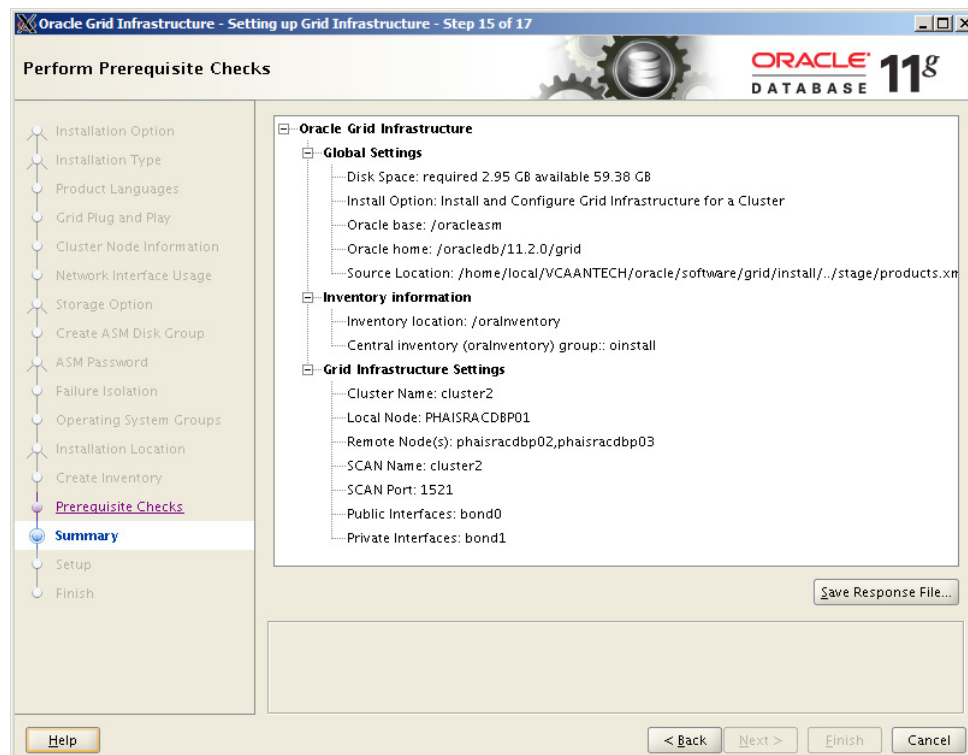 Oracle Grid Infrastructure - Setting up Grid Infrastructure - Step 15 of 17
Perform Prerequisite Checks
ORACLE
DATABASE
11g
Installation Option
Installation Type
Product Languages
Grid Plug and Play
Cluster Node Information
Network Interface Usage
Storage Option
Create ASM Disk Group
ASM Password
Failure Isolation
Operating System Groups
Installation Location
Create Inventory
Prerequisite Checks
Summary
Setup
Finish
Oracle Grid Infrastructure
Global Settings
Disk Space: required 2.95 GB available 59.38 GB
Install Option: Install and Configure Grid Infrastructure for a Cluster
Oracle base: /oracleasm
Oracle home: /oracledb/11.2.0/grid
Source Location: /home/local/VCAANTECH/oracle/software/grid/install/../stage/products.xm
Inventory information
Inventory location: /oraInventory
Central inventory (oraInventory) group:: oinstall
Grid Infrastructure Settings
Cluster Name: cluster2
Local Node: PHAISRACDBP01
Remote Node(s): phaisracdbp02,phaisracdbp03
SCAN Name: cluster2
SCAN Port: 1521
Public Interfaces: bond0
Private Interfaces: bond1
Save Response File...
Help
< Back
Next >
Finish
Cancel